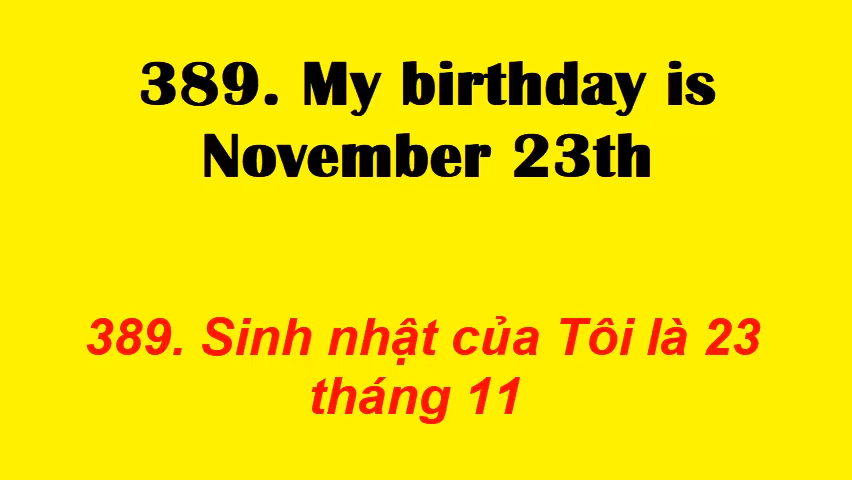 389. My birthday is
November 23th
389. Sinh nhật của Tôi là 23
tháng 11